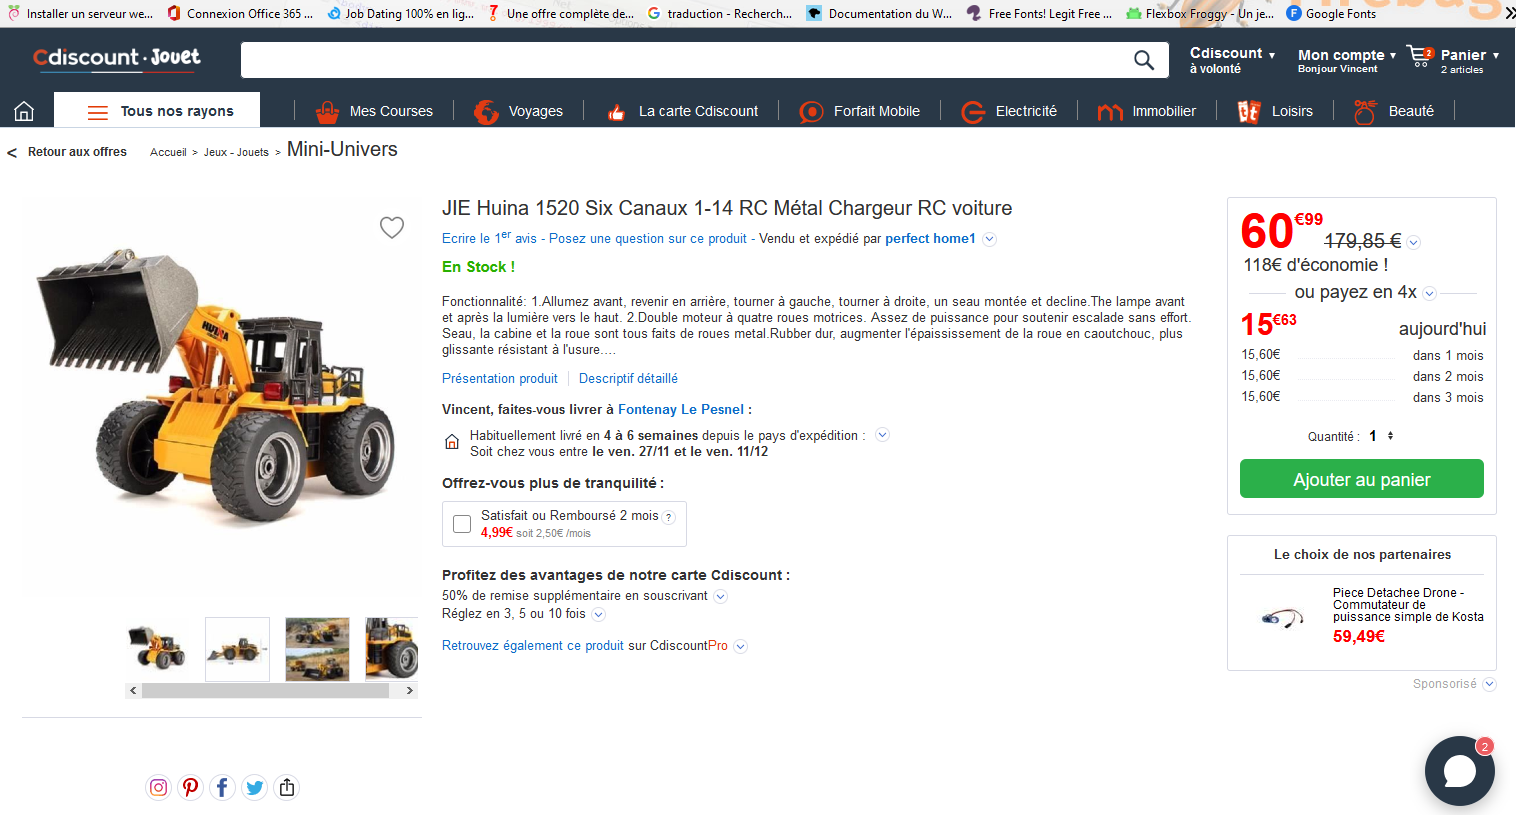 Installer un serveur we...
Connexion Office 365 ...
Job Dating 100% en lig...
Une offre complète de...
traduction - Recherch...
Documentation du W...
Free Fonts! Legit Free ...
Flexbox Froggy - Un je...
Google Fonts
Cdiscount · Jouet
Cdiscount
à volonté
Mon compte
Bonjour Vincent
2
Panier
2 articles
Tous nos rayons
Mes Courses
Voyages
La carte Cdiscount
Forfait Mobile
Electricité
Immobilier
Loisirs
Beauté
< Retour aux offres
Accueil > Jeux - Jouets > Mini-Univers
HUINA
JIE Huina 1520 Six Canaux 1-14 RC Métal Chargeur RC voiture
Ecrire le 1er avis - Posez une question sur ce produit - Vendu et expédié par perfect home1
En Stock !
Fonctionnalité: 1.Allumez avant, revenir en arrière, tourner à gauche, tourner à droite, un seau montée et decline.The lampe avant
et après la lumière vers le haut. 2.Double moteur à quatre roues motrices. Assez de puissance pour soutenir escalade sans effort.
Seau, la cabine et la roue sont tous faits de roues metal.Rubber dur, augmenter l'épaississement de la roue en caoutchouc, plus
glissante résistant à l'usure....
Présentation produit
Descriptif détaillé
Vincent, faites-vous livrer à Fontenay Le Pesnel :
Habituellement livré en 4 à 6 semaines depuis le pays d'expédition :
Soit chez vous entre le ven. 27/11 et le ven. 11/12
Offrez-vous plus de tranquilité :
Satisfait ou Remboursé 2 mois ?
4,99€ soit 2,50€ /mois
Profitez des avantages de notre carte Cdiscount :
50% de remise supplémentaire en souscrivant
Réglez en 3, 5 ou 10 fois
Retrouvez également ce produit sur CdiscountPro
60€99
179,85 €
118€ d'économie !
ou payez en 4x
15€63 aujourd'hui
15,60€ dans 1 mois
15,60€ dans 2 mois
15,60€ dans 3 mois
Quantité : 1
Ajouter au panier
Le choix de nos partenaires
Piece Detachee Drone -
Commutateur de
puissance simple de Kosta
59,49€
Sponsorisé
2